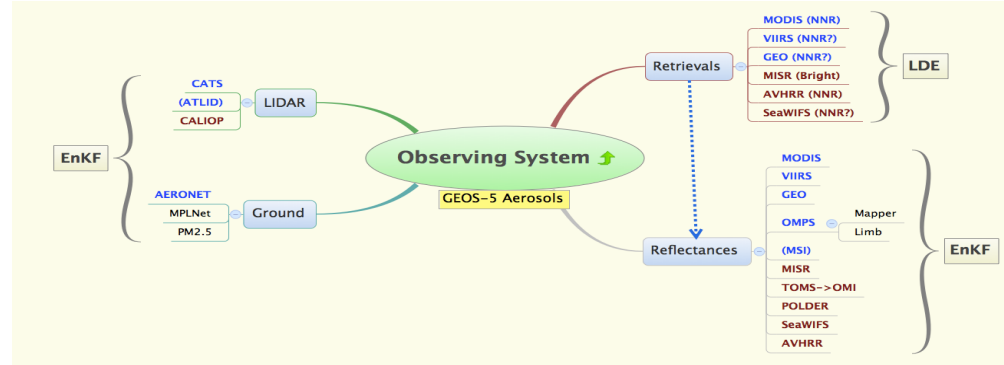 Observing System
GEOS-5 Aerosols
LIDAR
CATS
(ATLID)
CALIOP
Ground
AERONET
MPLNet
PM2.5
EnKF
Retrievals
MODIS (NNR)
VIIRS (NNR?)
GEO (NNR?)
MISR (Bright)
AVHRR (NNR)
SeaWIFS (NNR?)
LDE
Reflectances
MODIS
VIIRS
GEO
OMPS
Mapper
Limb
(MSI)
MISR
TOMS->OMI
POLDER
SeaWIFS
AVHRR
EnKF